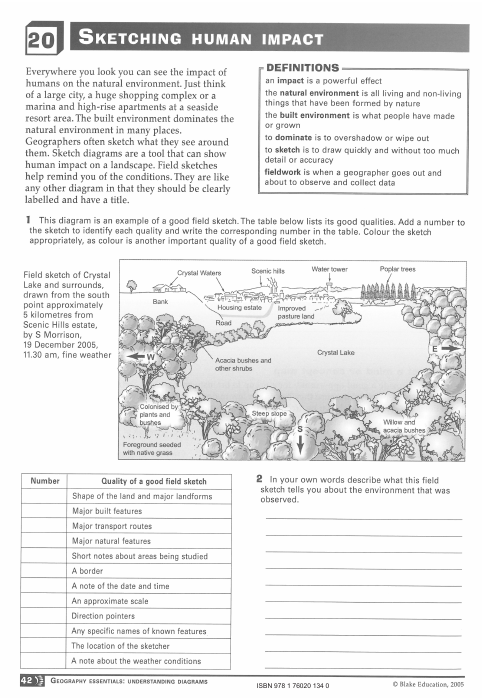 20 SKETCHING HUMAN IMPACT
Everywhere you look you can see the impact of
humans on the natural environment. Just think
of a large city, a huge shopping complex or a
marina and high-rise apartments at a seaside
resort area. The built environment dominates the
natural environment in many places.
Geographers often sketch what they see around
them. Sketch diagrams are a tool that can show
human impact on a landscape. Field sketches
help remind you of the conditions. They are like
any other diagram in that they should be clearly
labelled and have a title.
DEFINITIONS
an impact is a powerful effect
the natural environment is all living and non-living
things that have been formed by nature
the built environment is what people have made
or grown
to dominate is to overshadow or wipe out
to sketch is to draw quickly and without too much
detail or accuracy
fieldwork is when a geographer goes out and
about to observe and collect data
1 This diagram is an example of a good field sketch. The table below lists its good qualities. Add a number to
the sketch to identify each quality and write the corresponding number in the table. Colour the sketch
appropriately, as colour is another important quality of a good field sketch.
Field sketch of Crystal
Lake and surrounds,
drawn from the south
point approximately
5 kilometres from
Scenic Hills estate,
by S Morrison,
19 December 2005,
11.30 am, fine weather
Crystal Waters
Scenic hills
Water tower
Poplar trees
Bank
Housing estate
Improved
pasture land
Road
Crystal Lake
E
W
Acacia bushes and
other shrubs
Colonised by
plants and
bushes
Steep slope
S
Willow and
acacia bushes
Foreground seeded
with native grass
Number Quality of a good field sketch
Shape of the land and major landforms
Major built features
Major transport routes
Major natural features
Short notes about areas being studied
A border
A note of the date and time
An approximate scale
Direction pointers
Any specific names of known features
The location of the sketcher
A note about the weather conditions
2 In your own words describe what this field
sketch tells you about the environment that was
observed.
42 GEOGRAPHY ESSENTIALS: UNDERSTANDING DIAGRAMS
ISBN 978 1 76020 134 0
© Blake Education, 2005